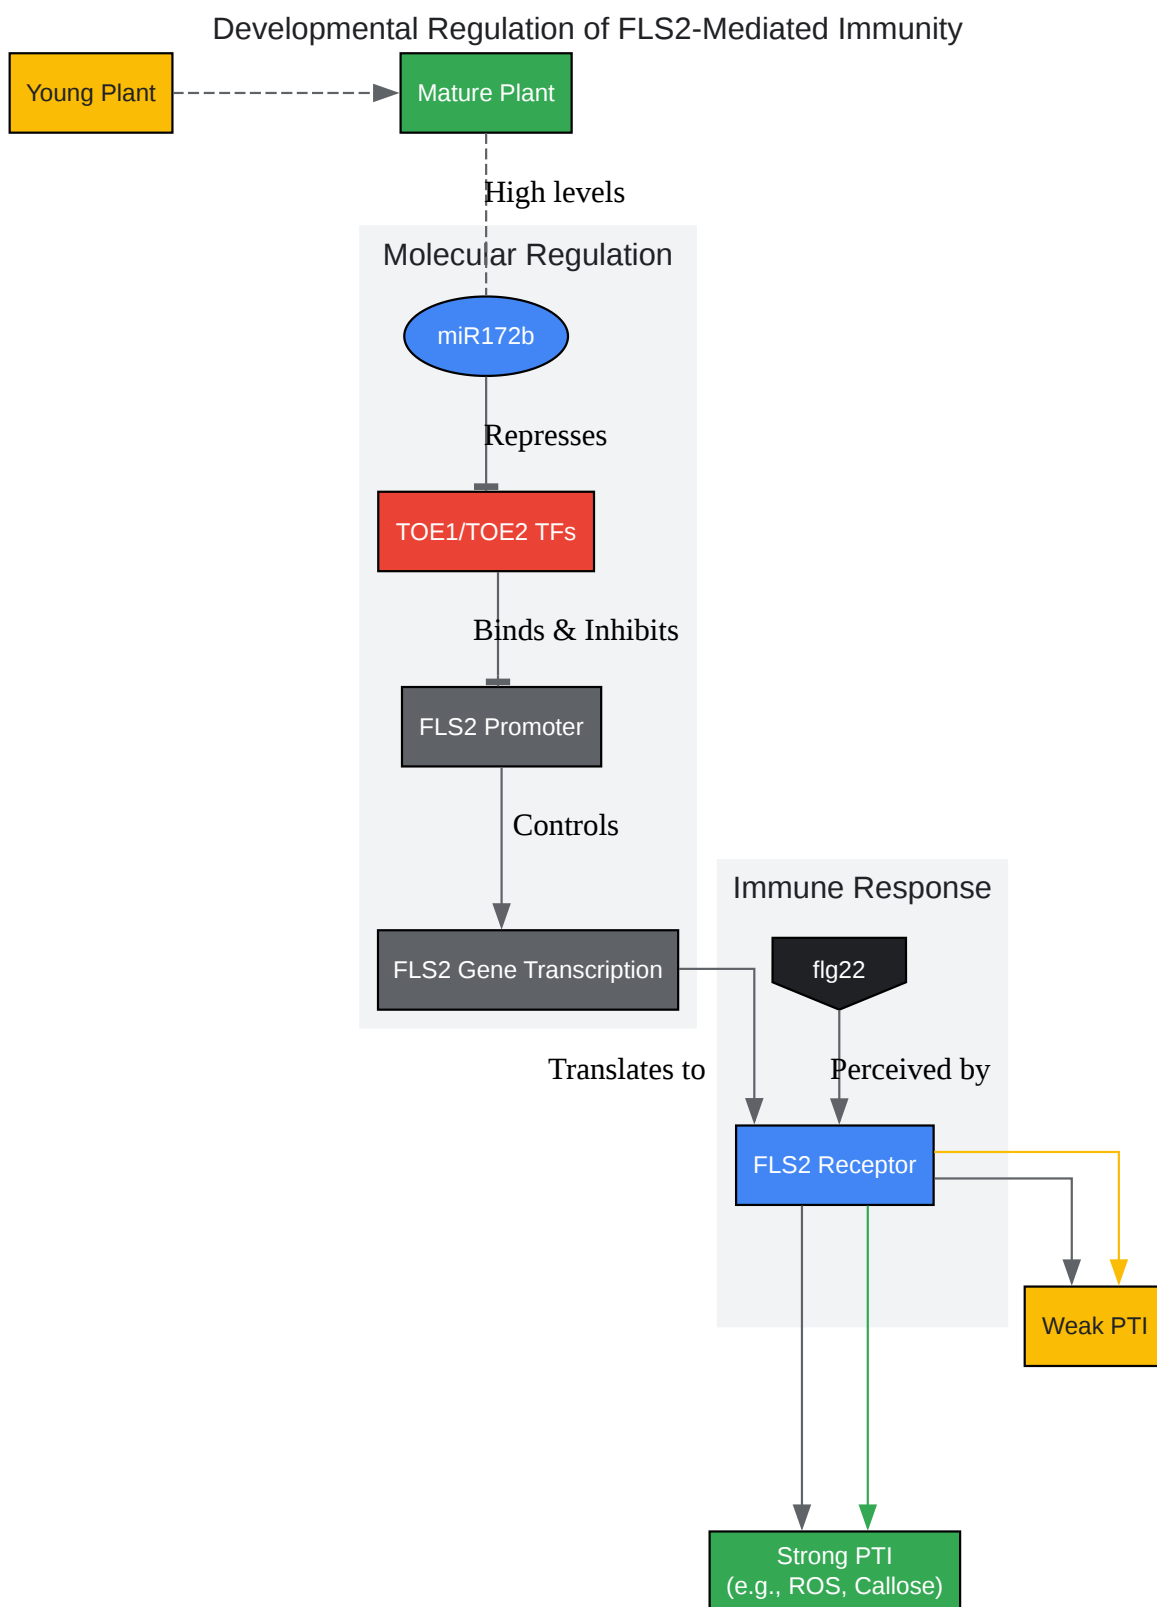 Developmental Regulation of FLS2-Mediated Immunity
Young Plant
Mature Plant
High levels
Molecular Regulation
miR172b
Represses
TOE1/TOE2 TFs
Binds & Inhibits
FLS2 Promoter
Controls
Immune Response
FLS2 Gene Transcription
flg22
Translates to
Perceived by
FLS2 Receptor
Weak PTI
Strong PTI
(e.g., ROS, Callose)